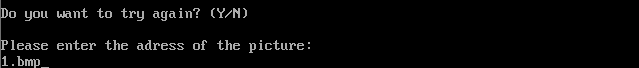 Do you want to try again? (Y/N)
Please enter the adress of the picture:
1.bmp_